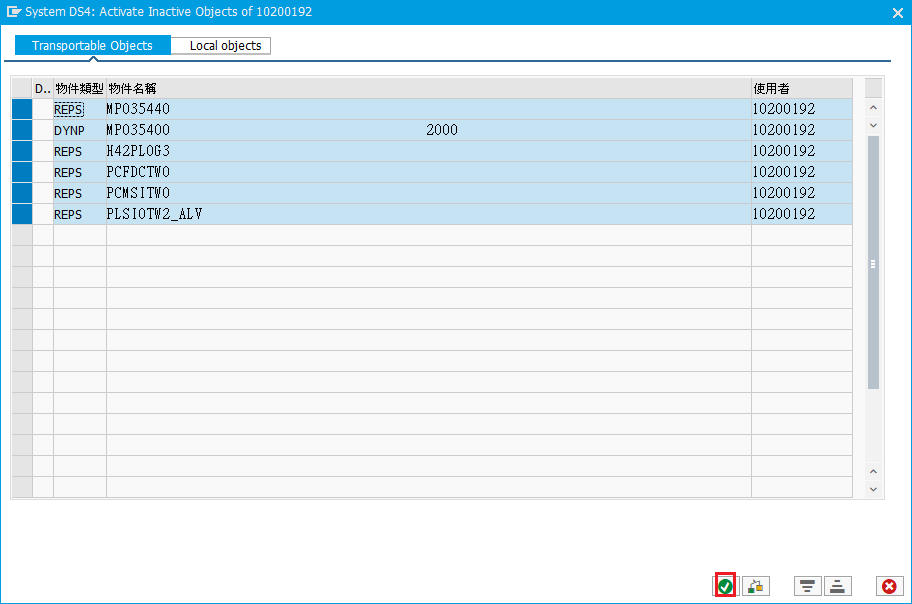 System DS4: Activate Inactive Objects of 10200192
Transportable Objects Local objects
D.. 物件類型 物件名稱 使用者
REPS MP035440 10200192
DYNP MP035400 2000 10200192
REPS H42PLOG3 10200192
REPS PCFDCTW0 10200192
REPS PCMSITW0 10200192
REPS PLSIOTW2_ALV 10200192